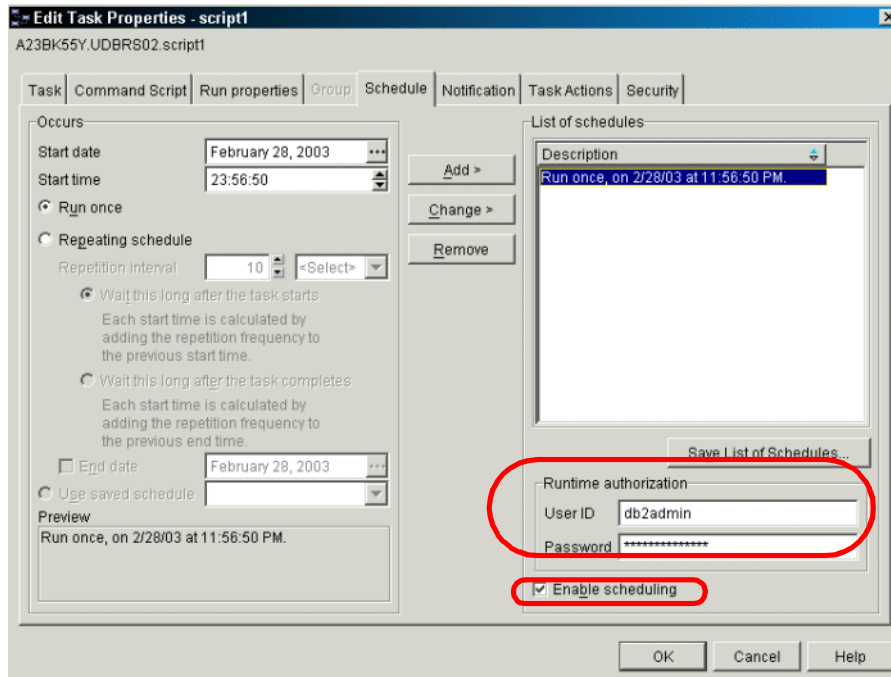 Edit Task Properties - script1
A23BK55Y.UDBRS02.script1
Task Command Script Run properties Group Schedule Notification Task Actions Security
Occurs
Start date February 28, 2003 ...
Start time 23:56:50
Run once
Repeating schedule
Repetition interval 10 <Select>
Wait this long after the task starts
Each start time is calculated by
adding the repetition frequency to
the previous start time.
Wait this long after the task completes
Each start time is calculated by
adding the repetition frequency to
the previous end time.
End date February 28, 2003 ...
Use saved schedule
Preview
Run once, on 2/28/03 at 11:56:50 PM.
Add >
Change >
Remove
List of schedules
Description
Run once, on 2/28/03 at 11:56:50 PM.
Save List of Schedules...
Runtime authorization
User ID db2admin
Password **************
Enable scheduling
OK Cancel Help